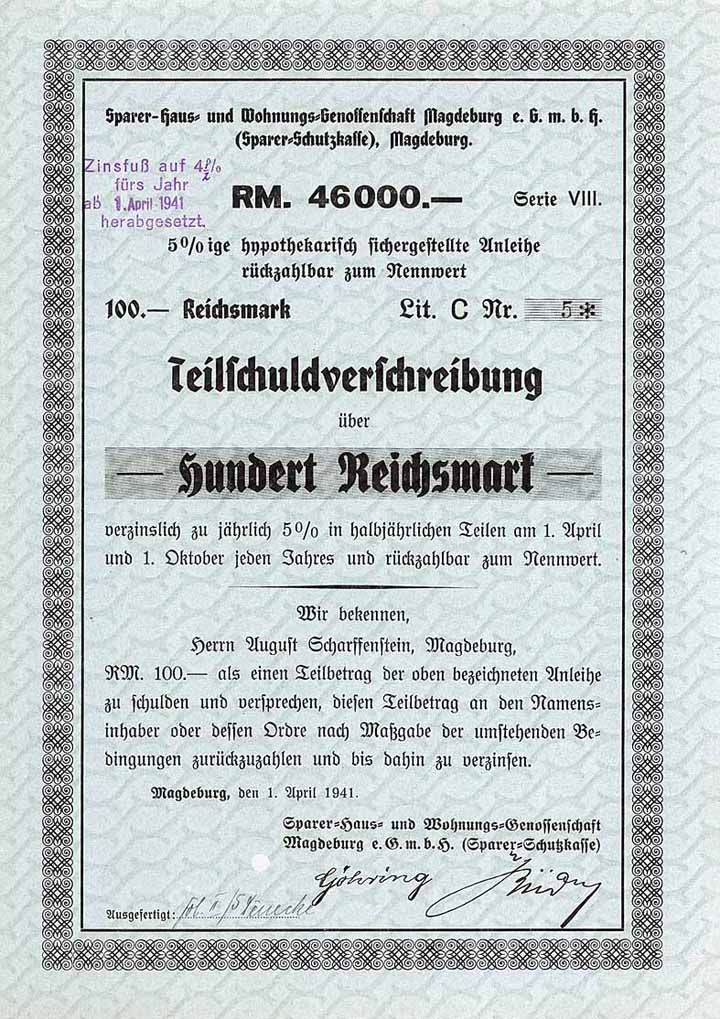 Sparer-Haus- und Wohnungs-Genossenschaft Magdeburg e. G. m. b. H.
(Sparer-Schutzkasse), Magdeburg.
Zinsfuß auf 4½%
fürs Jahr
ab 1. April 1941
herabgesetzt.
RM. 46000.— Serie VIII.
5%ige hypothekarisch sichergestellte Anleihe
rückzahlbar zum Nennwert
100.— Reichsmark Lit. C Nr. 5*
Teilschuldverschreibung
über
— Hundert Reichsmark —
verzinslich zu jährlich 5% in halbjährlichen Teilen am 1. April
und 1. Oktober jeden Jahres und rückzahlbar zum Nennwert.
Wir bekennen,
Herrn August Scharffenstein, Magdeburg,
RM. 100.— als einen Teilbetrag der oben bezeichneten Anleihe
zu schulden und versprechen, diesen Teilbetrag an den Namens-
inhaber oder dessen Ordre nach Maßgabe der umstehenden Be-
dingungen zurückzuzahlen und bis dahin zu verzinsen.
Magdeburg, den 1. April 1941.
Sparer-Haus- und Wohnungs-Genossenschaft
Magdeburg e. G. m. b. H. (Sparer-Schutzkasse)
Göhring
Ausgefertigt: